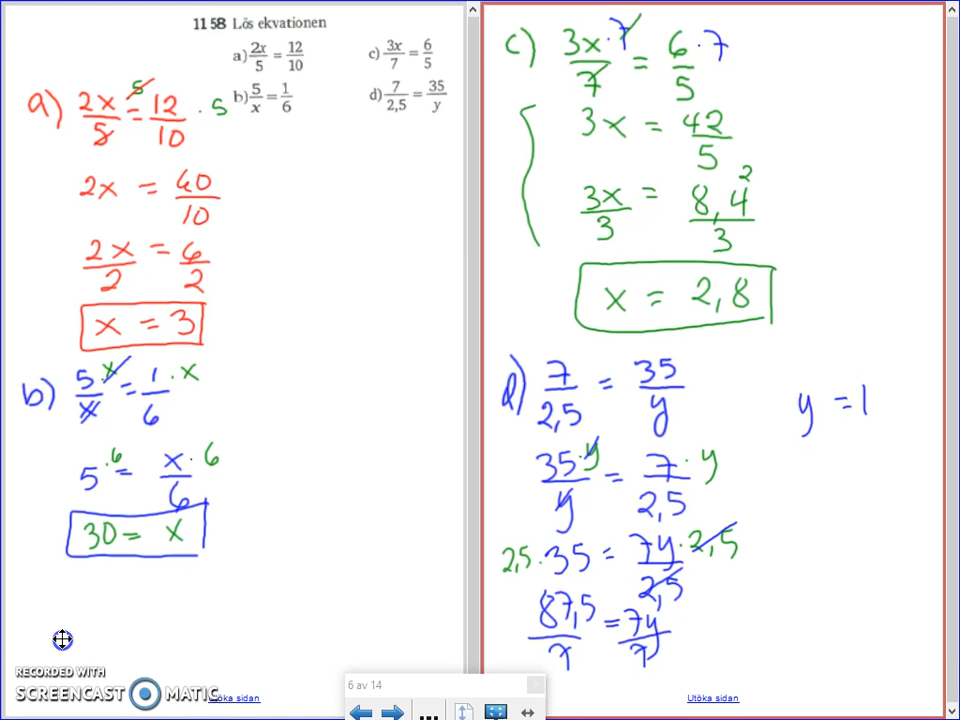 1158 Lös ekvationen
a) 2x/5 = 12/10
c) 3x/7 = 6/5
b) 5/x = 1/6
d) 7/2,5 = 35/y
a) 2x·5/5 = 12/10 · 5
2x = 60/10
2x/2 = 6/2
x = 3
b) 5·x/x = 1/6 · x
5·6 = x/6 · 6
30 = x
c) 3x·7/7 = 6·7/5
3x = 42/5
3x/3 = 8,4/3
x = 2,8
d) 7/2,5 = 35/y
y = 1
35·y/y = 7/2,5 · y
2,5·35 = 7y·2,5/2,5
87,5/7 = 7y/7
RECORDED WITH
SCREENCAST MATIC
Utöka sidan
6 av 14
Utöka sidan